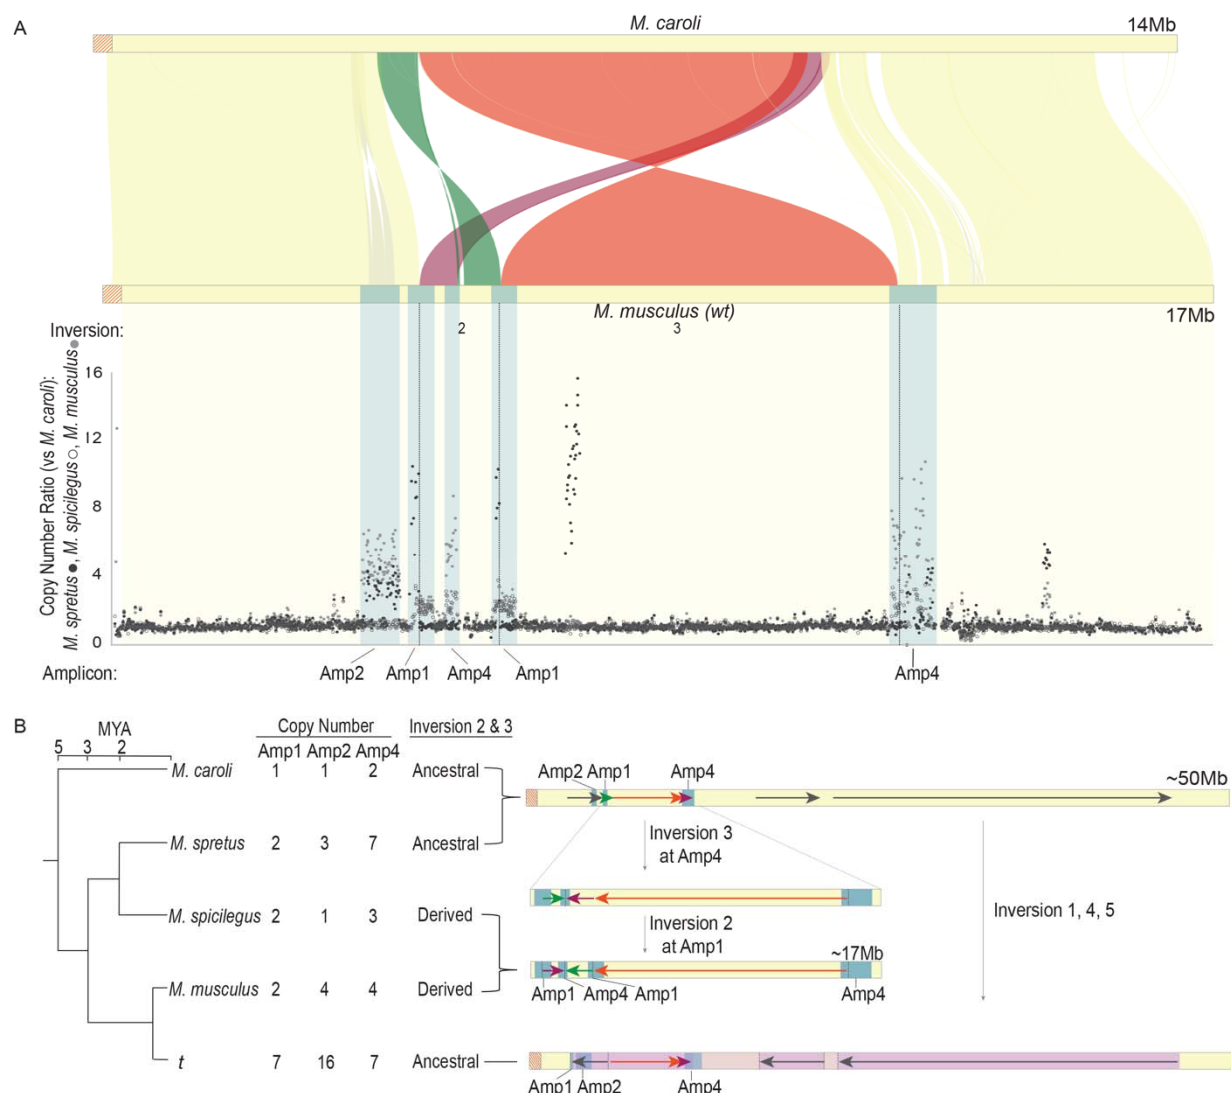 A
M. caroli
14Mb
M. musculus (wt)
17Mb
Inversion:
2
3
Copy Number Ratio (vs M. caroli):
M. spretus ●, M. spicilegus ○, M. musculus ●
16
12
8
4
0
Amplicon:
Amp2
Amp1
Amp4
Amp1
Amp4
B
MYA
5 3 2
Copy Number
Amp1 Amp2 Amp4
Inversion 2 & 3
M. caroli 1 1 2 Ancestral
M. spretus 2 3 7 Ancestral
M. spicilegus 2 1 3 Derived
M. musculus 2 4 4 Derived
t 7 16 7 Ancestral
Amp2 Amp1 Amp4
~50Mb
Inversion 3
at Amp4
Inversion 2
at Amp1
Inversion 1, 4, 5
~17Mb
Amp1 Amp4 Amp1 Amp4
Amp1 Amp2 Amp4